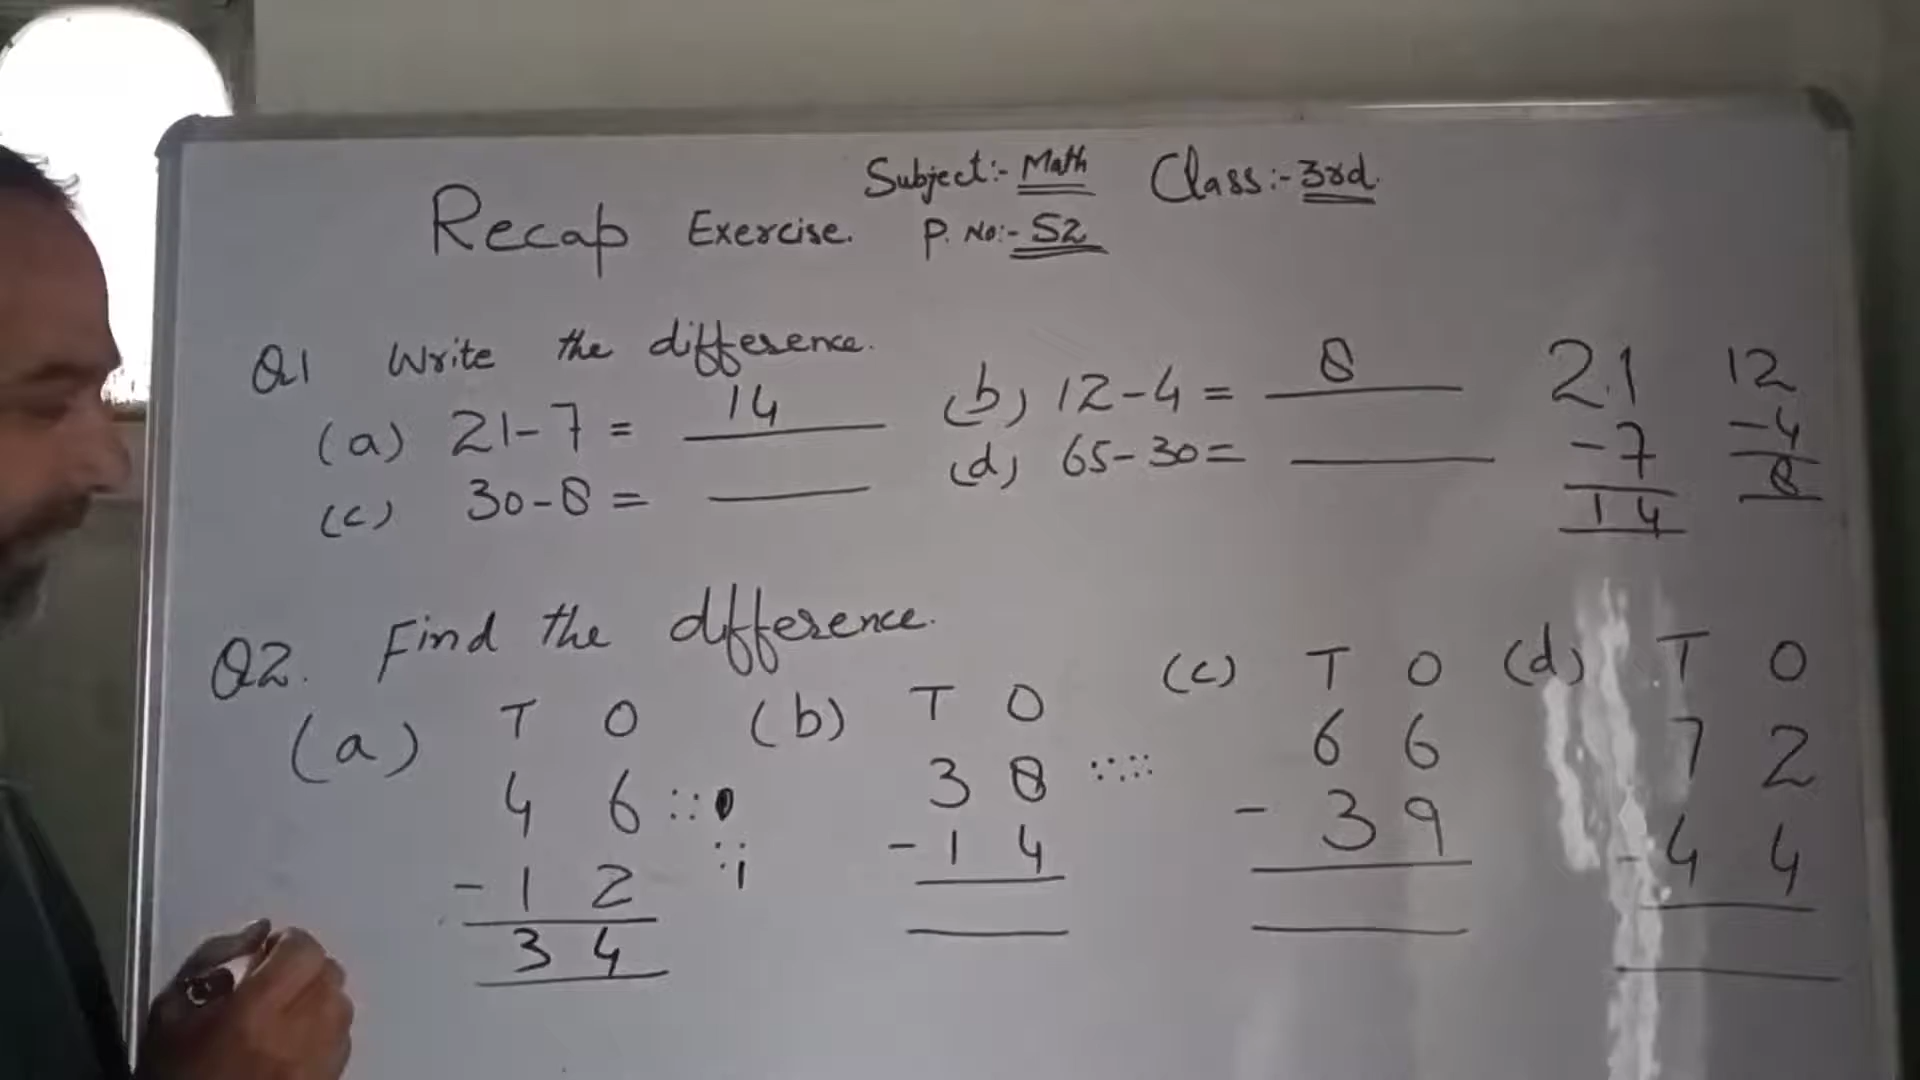 Subject:- Math Class:- 3rd.
Recap Exercise. P. No:- 52
Q1 Write the difference.
(a) 21-7 = 14 (b) 12-4 = 8
(c) 30-8 = (d) 65-30=
21 12
-7 -4
14 8
Q2. Find the difference.
(a) T O (b) T O (c) T O (d) T O
4 6 3 8 6 6 7 2
- 1 2 - 1 4 - 3 9 - 4 4
3 4